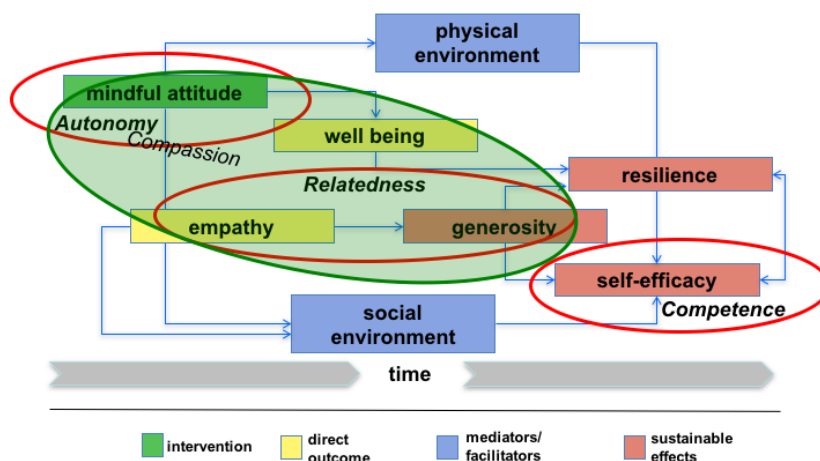 physical
environment
mindful attitude
Autonomy
Compassion
well being
Relatedness
resilience
empathy
generosity
self-efficacy
Competence
social
environment
time
intervention
direct
outcome
mediators/
facilitators
sustainable
effects